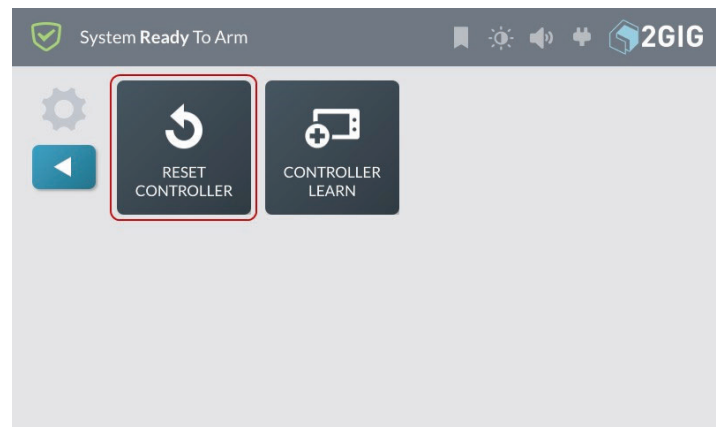 System Ready To Arm
2GIG
RESET
CONTROLLER
CONTROLLER
LEARN